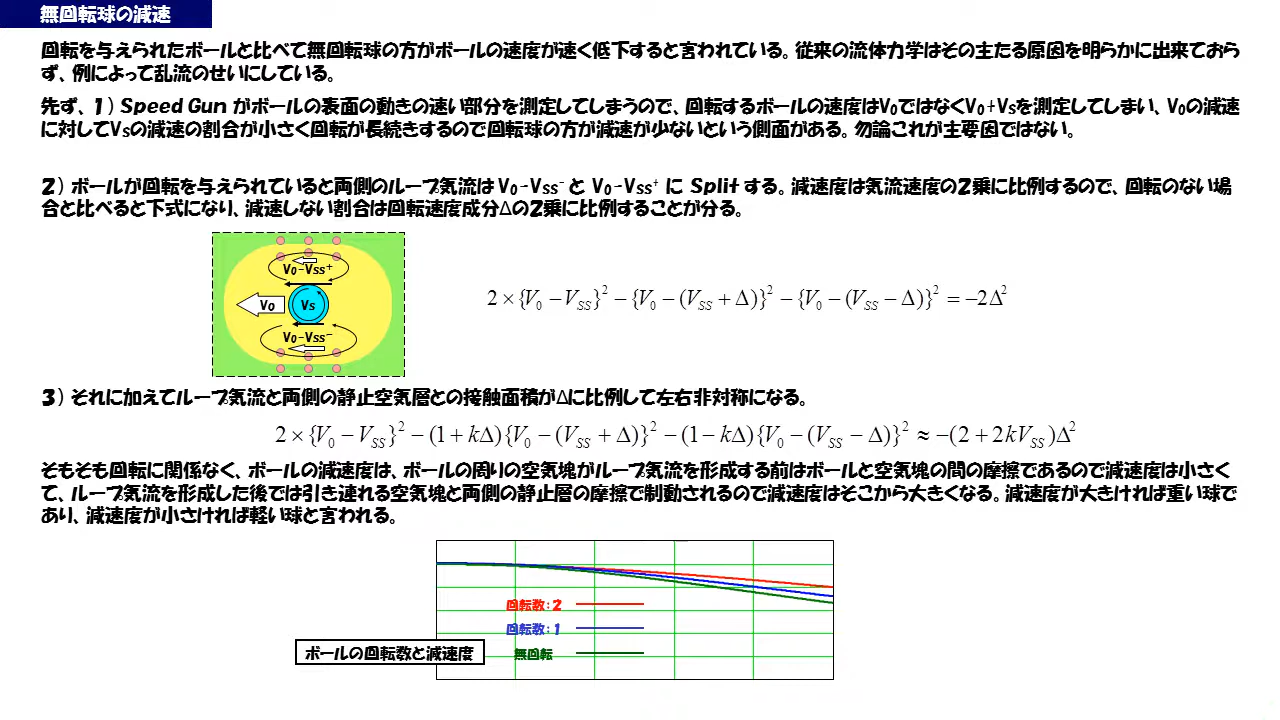 無回転球の減速
回転を与えられたボールと比べて無回転球の方がボールの速度が速く低下すると言われている。従来の流体力学はその主たる原因を明らかに出来ておら
ず、例によって乱流のせいにしている。
先ず、1) Speed Gun がボールの表面の動きの速い部分を測定してしまうので、回転するボールの速度はV₀ではなくV₀+Vsを測定してしまい、V₀の減速
に対してVsの減速の割合が小さく回転が長続きするので回転球の方が減速が少ないという側面がある。勿論これが主要因ではない。
2) ボールが回転を与えられていると両側のループ気流は V₀-Vss⁻ と V₀-Vss⁺ に Split する。減速度は気流速度の2乗に比例するので、回転のない場
合と比べると下式になり、減速しない割合は回転速度成分Δの2乗に比例することが分る。
V₀-Vss⁺
V₀
Vs
V₀-Vss⁻
2×{V₀−V_SS}²−{V₀−(V_SS+Δ)}²−{V₀−(V_SS−Δ)}²=−2Δ²
3) それに加えてループ気流と両側の静止空気層との接触面積がΔに比例して左右非対称になる。
2×{V₀−V_SS}²−(1+kΔ){V₀−(V_SS+Δ)}²−(1−kΔ){V₀−(V_SS−Δ)}²≈−(2+2kV_SS)Δ²
そもそも回転に関係なく、ボールの減速度は、ボールの周りの空気塊がループ気流を形成する前はボールと空気塊の間の摩擦であるので減速度は小さく
て、ループ気流を形成した後では引き連れる空気塊と両側の静止層の摩擦で制動されるので減速度はそこから大きくなる。減速度が大きければ重い球で
あり、減速度が小さければ軽い球と言われる。
回転数：2
回転数：1
無回転
ボールの回転数と減速度